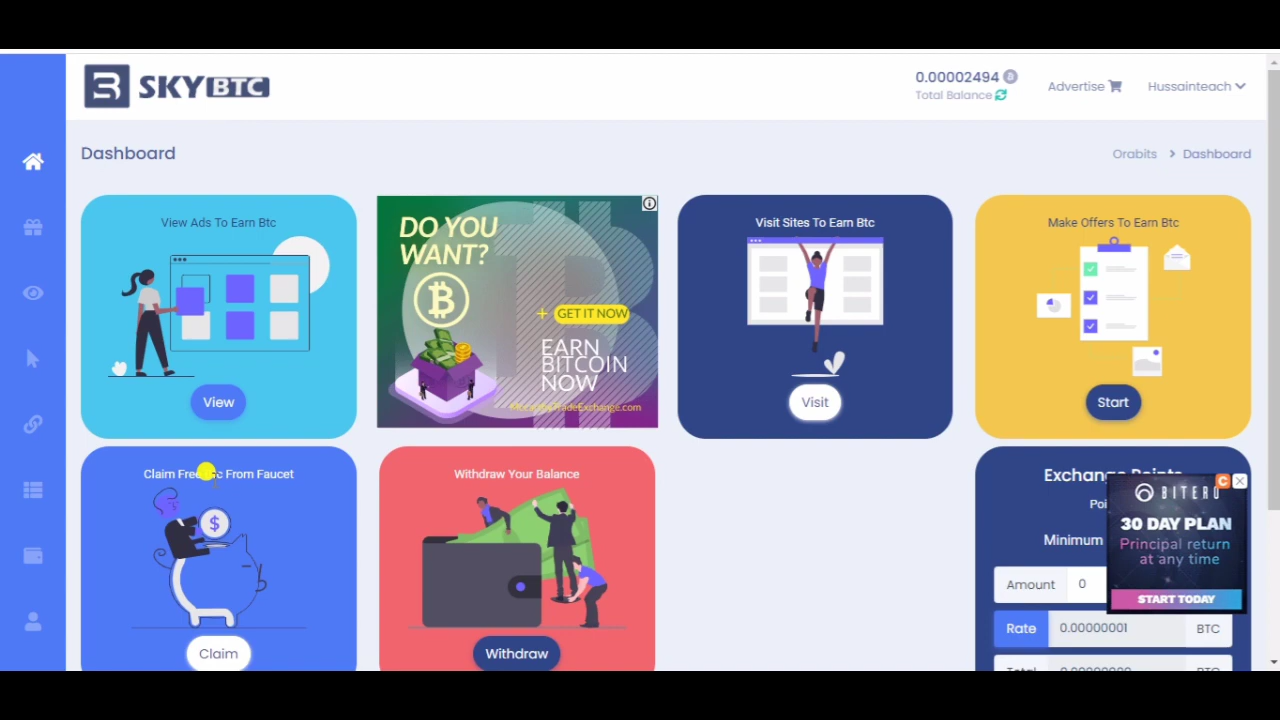 SKY BTC
0.00002494
Total Balance
Advertise
Hussainteach
Dashboard
Orabits > Dashboard
View Ads To Earn Btc
View
DO YOU
WANT?
+ GET IT NOW
EARN
BITCOIN
NOW
Visit Sites To Earn Btc
Visit
Make Offers To Earn Btc
Start
Claim Free From Faucet
Claim
Withdraw Your Balance
Withdraw
Exchange Points
Minimum
Amount 0
Rate 0.00000001 BTC
BITERO
30 DAY PLAN
Principal return
at any time
START TODAY